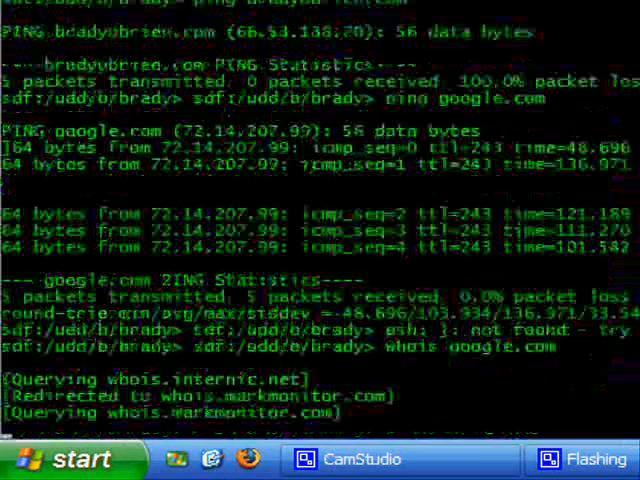 PING bradyobrien.com (66.53.138.20): 56 data bytes
----bradyobrien.com PING Statistics----
5 packets transmitted, 0 packets received, 100.0% packet los
sdf:/udd/b/brady> sdf:/udd/b/brady> ping google.com
PING google.com (72.14.207.99): 56 data bytes
]64 bytes from 72.14.207.99: icmp_seq=0 ttl=243 time=48.696
64 bytes from 72.14.207.99: icmp_seq=1 ttl=243 time=136.971
64 bytes from 72.14.207.99: icmp_seq=2 ttl=243 time=121.189
64 bytes from 72.14.207.99: icmp_seq=3 ttl=243 time=111.270
64 bytes from 72.14.207.99: icmp_seq=4 ttl=243 time=101.542
---- google.com PING Statistics----
5 packets transmitted, 5 packets received, 0.0% packet loss
round-trip min/avg/max/stddev = 48.696/103.934/136.971/33.54
sdf:/udd/b/brady> sdf:/udd/b/brady> psh: ]: not found - try
sdf:/udd/b/brady> sdf:/udd/b/brady> whois google.com
[Querying whois.internic.net]
[Redirected to whois.markmonitor.com]
[Querying whois.markmonitor.com]
start CamStudio Flashing